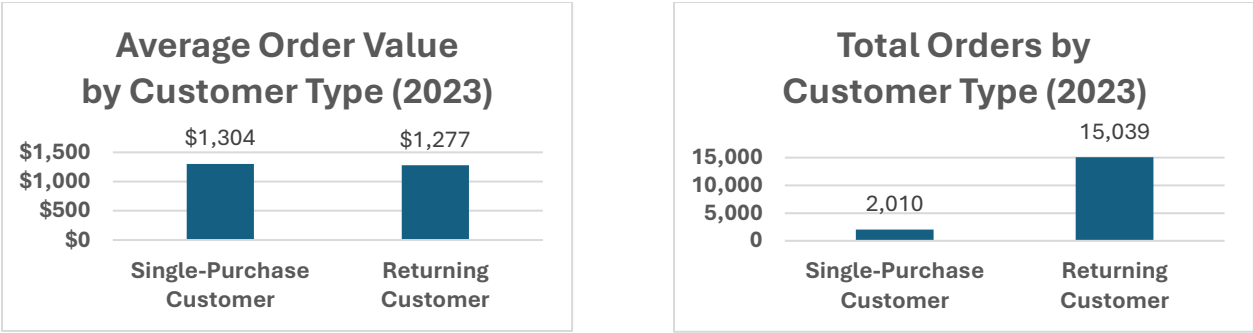 Average Order Value
by Customer Type (2023)
$1,304
$1,277
$1,500
$1,000
$500
$0
Single-Purchase
Customer
Returning
Customer
Total Orders by
Customer Type (2023)
15,039
15,000
10,000
2,010
5,000
0
Single-Purchase
Customer
Returning
Customer